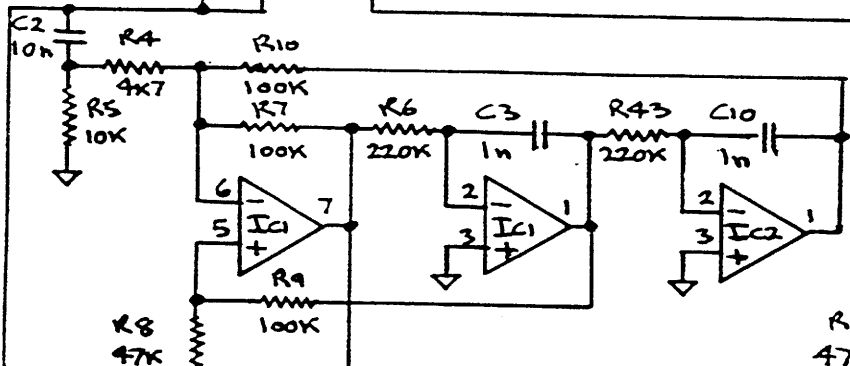 C2
10n
R4
4k7
R10
100K
R5
10K
R7
100K
R6
220K
C3
1n
R43
220K
C10
1n
6
-
5
+
IC1
7
2
-
3
+
IC1
1
2
-
3
+
IC2
1
R9
100K
R8
47K
R
47